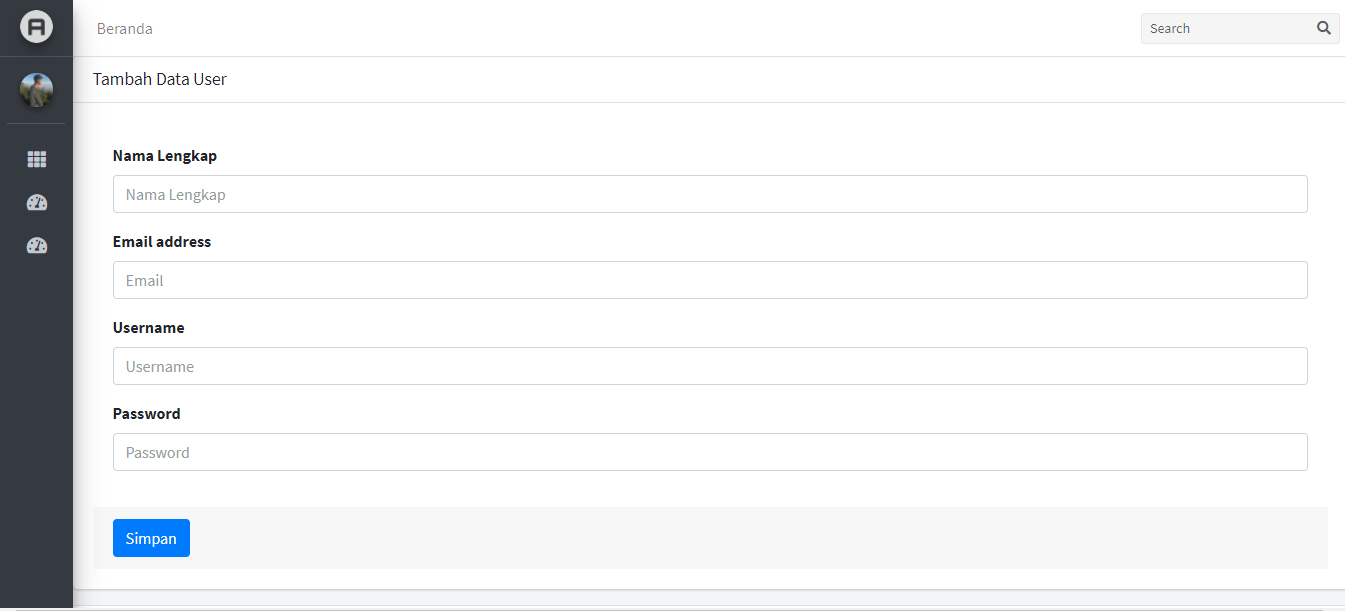 Beranda
Search
Tambah Data User
Nama Lengkap
Nama Lengkap
Email address
Email
Username
Username
Password
Password
Simpan